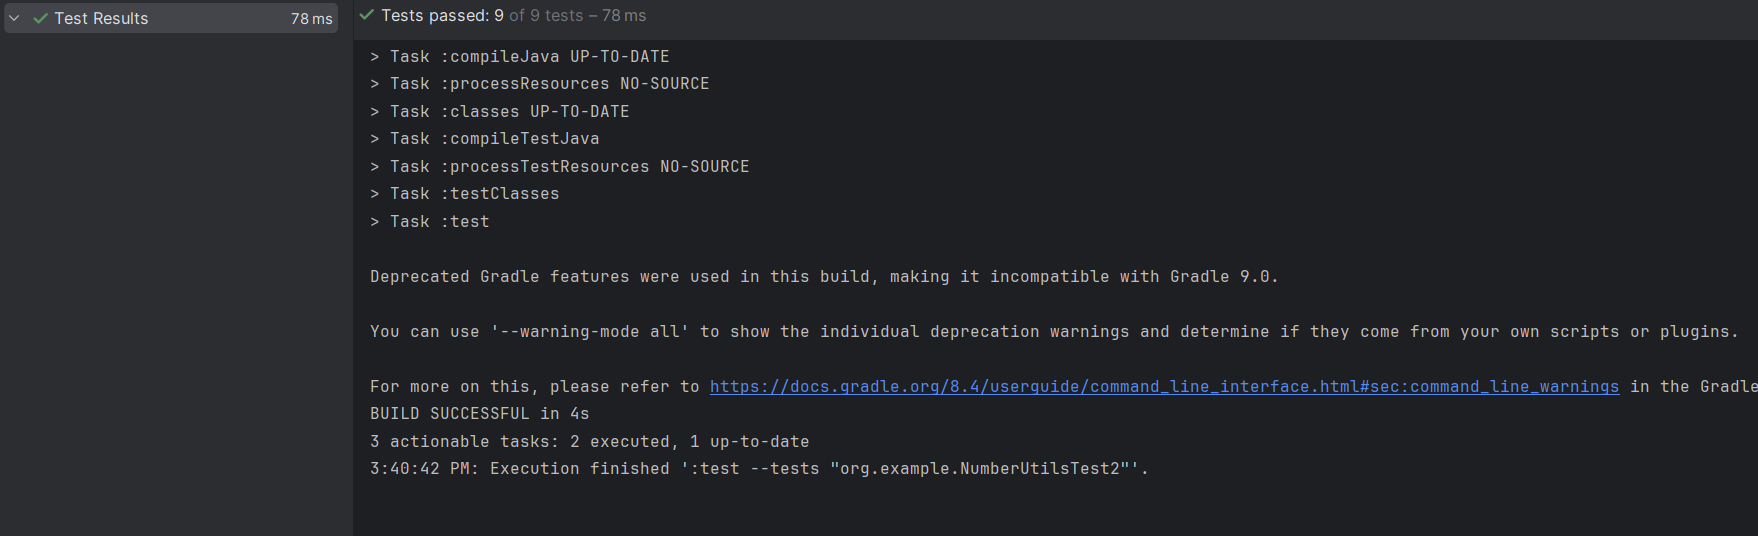 Test Results 78 ms
Tests passed: 9 of 9 tests – 78 ms
> Task :compileJava UP-TO-DATE
> Task :processResources NO-SOURCE
> Task :classes UP-TO-DATE
> Task :compileTestJava
> Task :processTestResources NO-SOURCE
> Task :testClasses
> Task :test
Deprecated Gradle features were used in this build, making it incompatible with Gradle 9.0.
You can use '--warning-mode all' to show the individual deprecation warnings and determine if they come from your own scripts or plugins.
For more on this, please refer to https://docs.gradle.org/8.4/userguide/command_line_interface.html#sec:command_line_warnings in the Gradle
BUILD SUCCESSFUL in 4s
3 actionable tasks: 2 executed, 1 up-to-date
3:40:42 PM: Execution finished ':test --tests "org.example.NumberUtilsTest2"'.